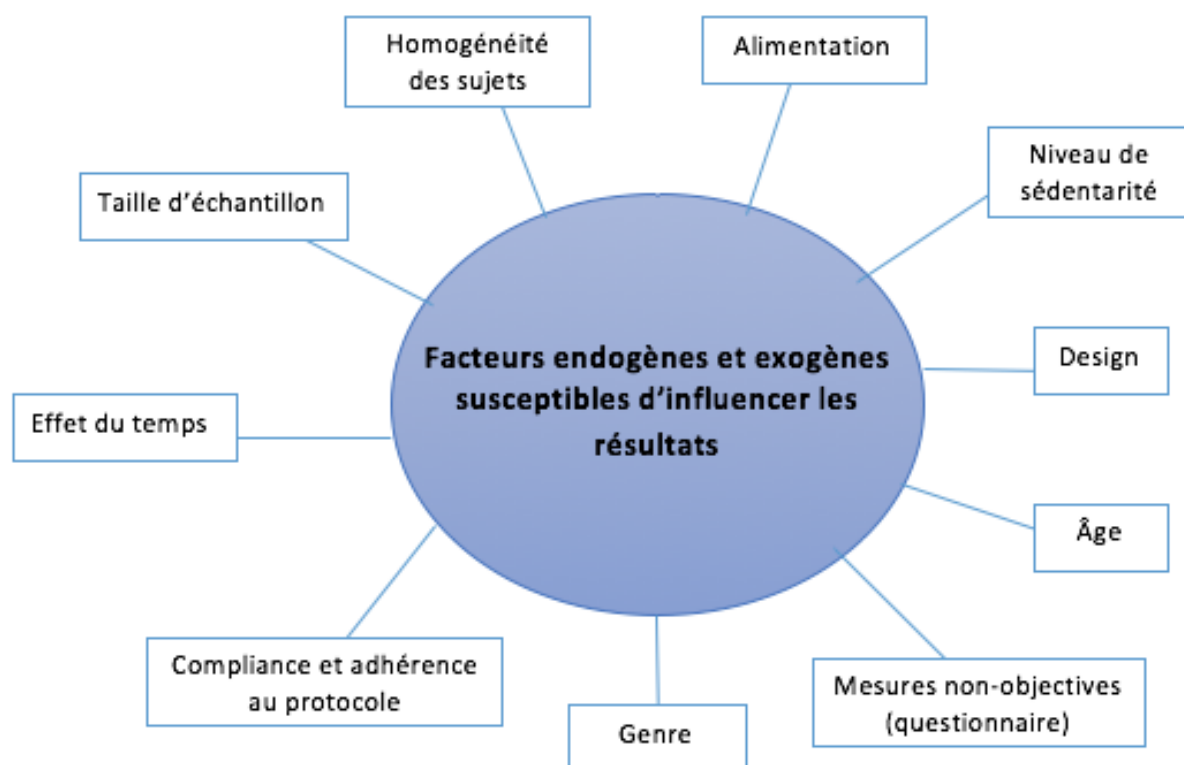 Homogénéité
des sujets
Alimentation
Niveau de
sédentarité
Taille d'échantillon
Design
Facteurs endogènes et exogènes
susceptibles d'influencer les
résultats
Effet du temps
Âge
Compliance et adhérence
au protocole
Mesures non-objectives
(questionnaire)
Genre